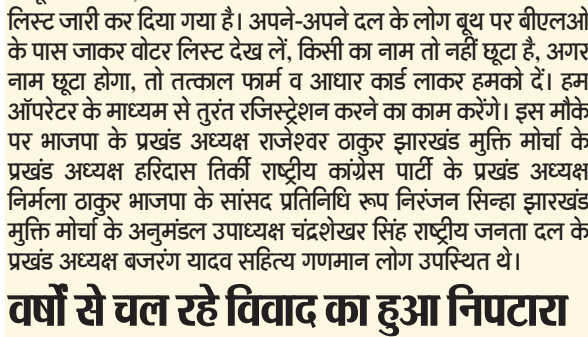 लिस्ट जारी कर दिया गया है। अपने-अपने दल के लोग बूथ पर बीएलओ
के पास जाकर वोटर लिस्ट देख लें, किसी का नाम तो नहीं छूटा है, अगर
नाम छूटा होगा, तो तत्काल फार्म व आधार कार्ड लाकर हमको दें। हम
ऑपरेटर के माध्यम से तुरंत रजिस्ट्रेशन करने का काम करेंगे। इस मौके
पर भाजपा के प्रखंड अध्यक्ष राजेश्वर ठाकुर झारखंड मुक्ति मोर्चा के
प्रखंड अध्यक्ष हरिदास तिर्की राष्ट्रीय कांग्रेस पार्टी के प्रखंड अध्यक्ष
निर्मला ठाकुर भाजपा के सांसद प्रतिनिधि रूप निरंजन सिन्हा झारखंड
मुक्ति मोर्चा के अनुमंडल उपाध्यक्ष चंद्रशेखर सिंह राष्ट्रीय जनता दल के
प्रखंड अध्यक्ष बजरंग यादव सहित्य गणमान लोग उपस्थित थे।
वर्षों से चल रहे विवाद का हुआ निपटारा